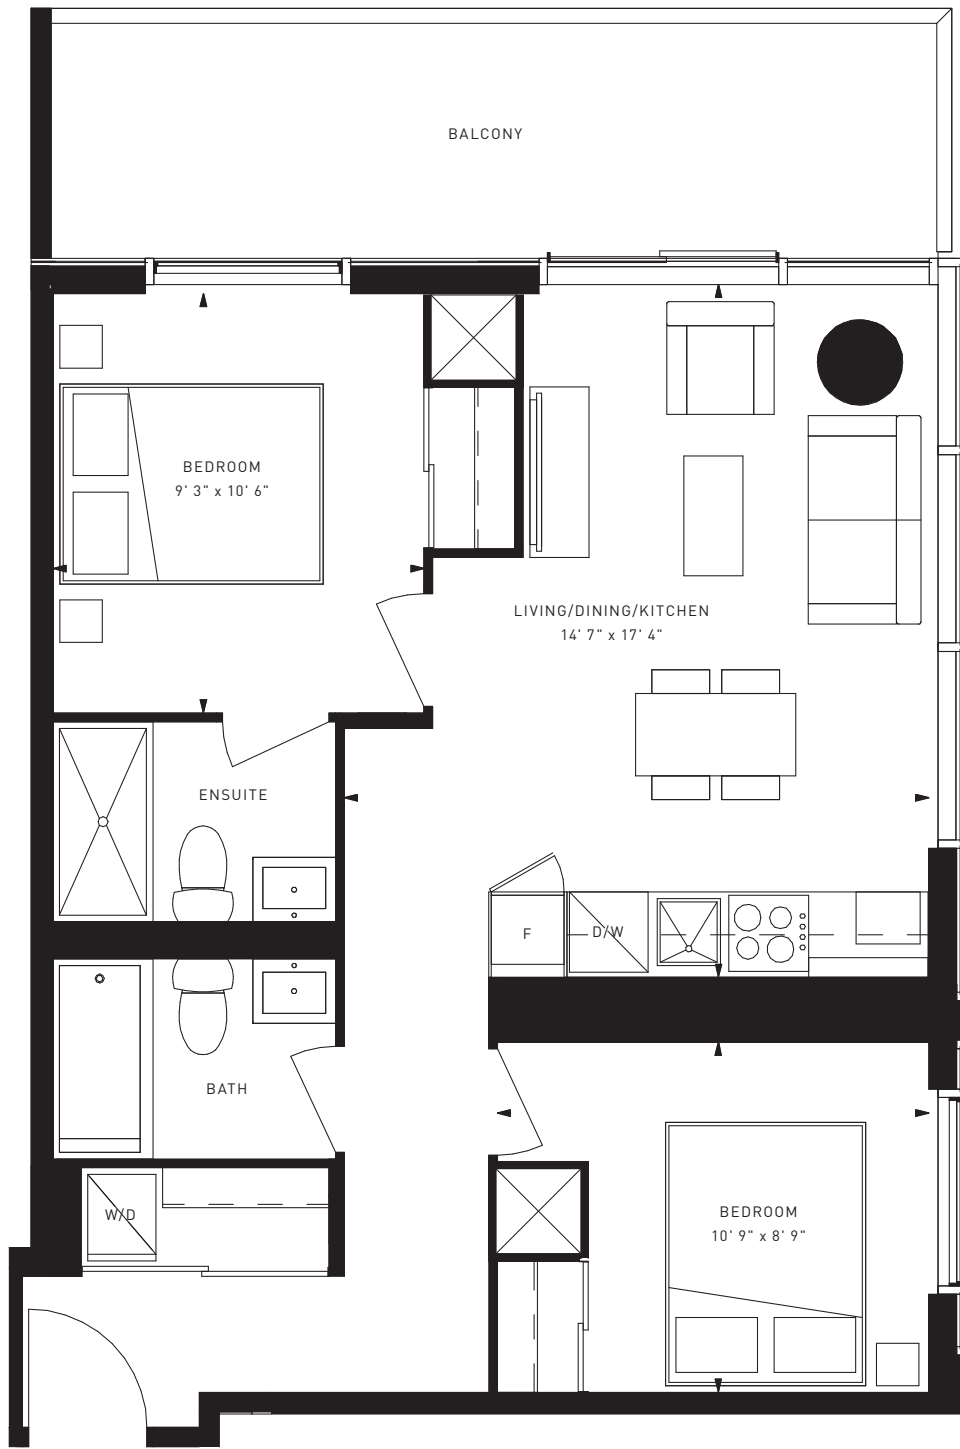 BALCONY
BEDROOM
9' 3" x 10' 6"
LIVING/DINING/KITCHEN
14' 7" x 17' 4"
ENSUITE
F
D/W
BATH
W/D
BEDROOM
10' 9" x 8' 9"